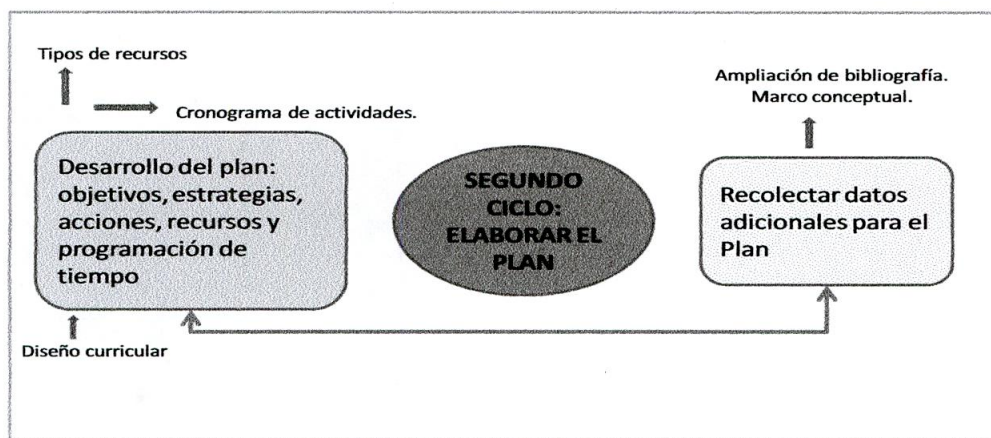 Tipos de recursos
Cronograma de actividades.
Desarrollo del plan:
objetivos, estrategias,
acciones, recursos y
programación de
tiempo
Diseño curricular
SEGUNDO
CICLO:
ELABORAR EL
PLAN
Ampliación de bibliografía.
Marco conceptual.
Recolectar datos
adicionales para el
Plan